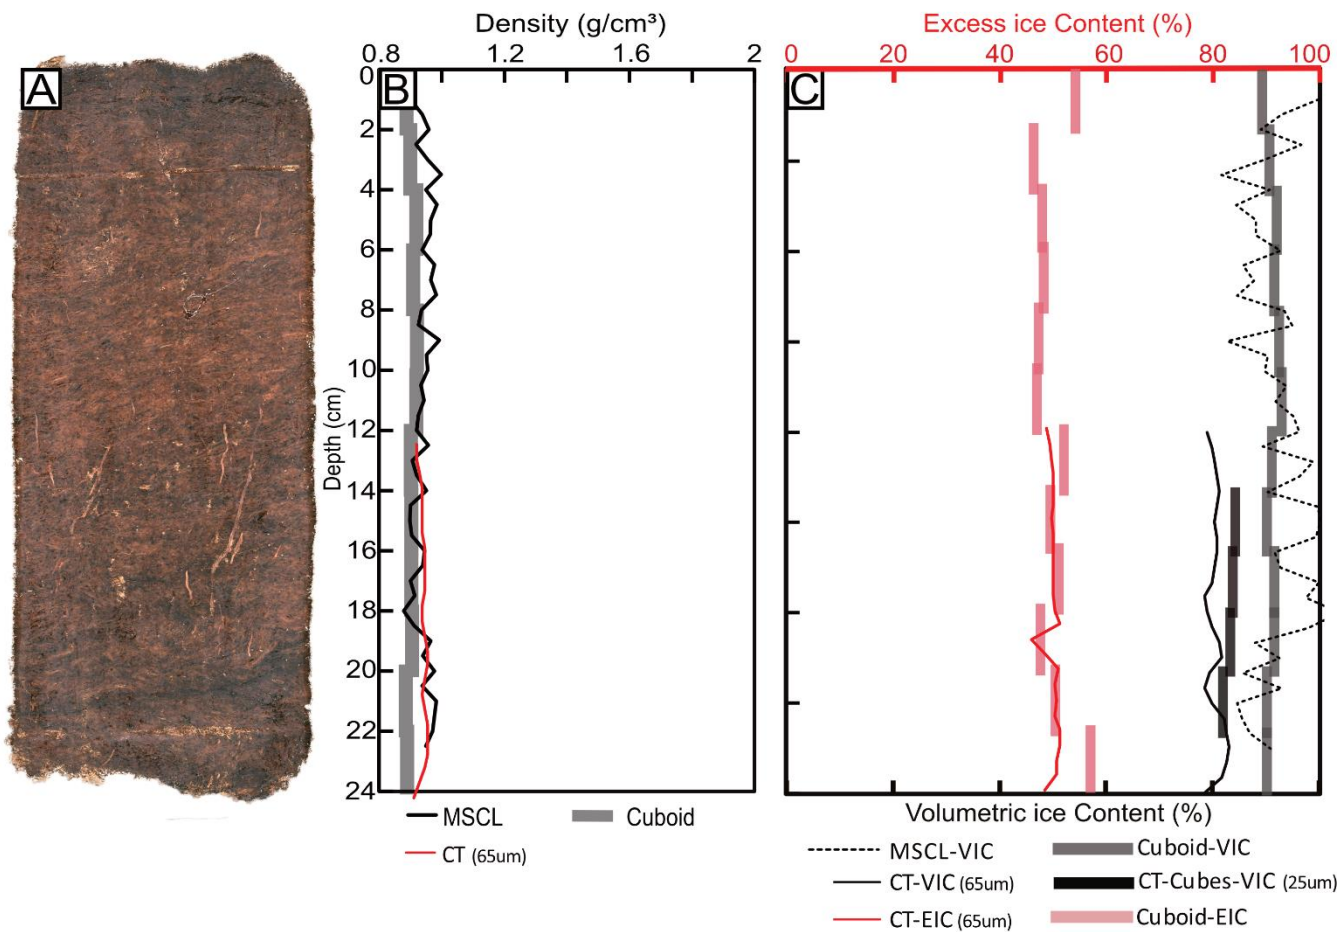 Density (g/cm³)
0.8 1.2 1.6 2
Excess ice Content (%)
0 20 40 60 80 100
A
B
C
0
2
4
6
8
10
12
14
16
18
20
22
24
Depth (cm)
MSCL
Cuboid
CT (65um)
Volumetric ice Content (%)
MSCL-VIC
Cuboid-VIC
CT-VIC (65um)
CT-Cubes-VIC (25um)
CT-EIC (65um)
Cuboid-EIC